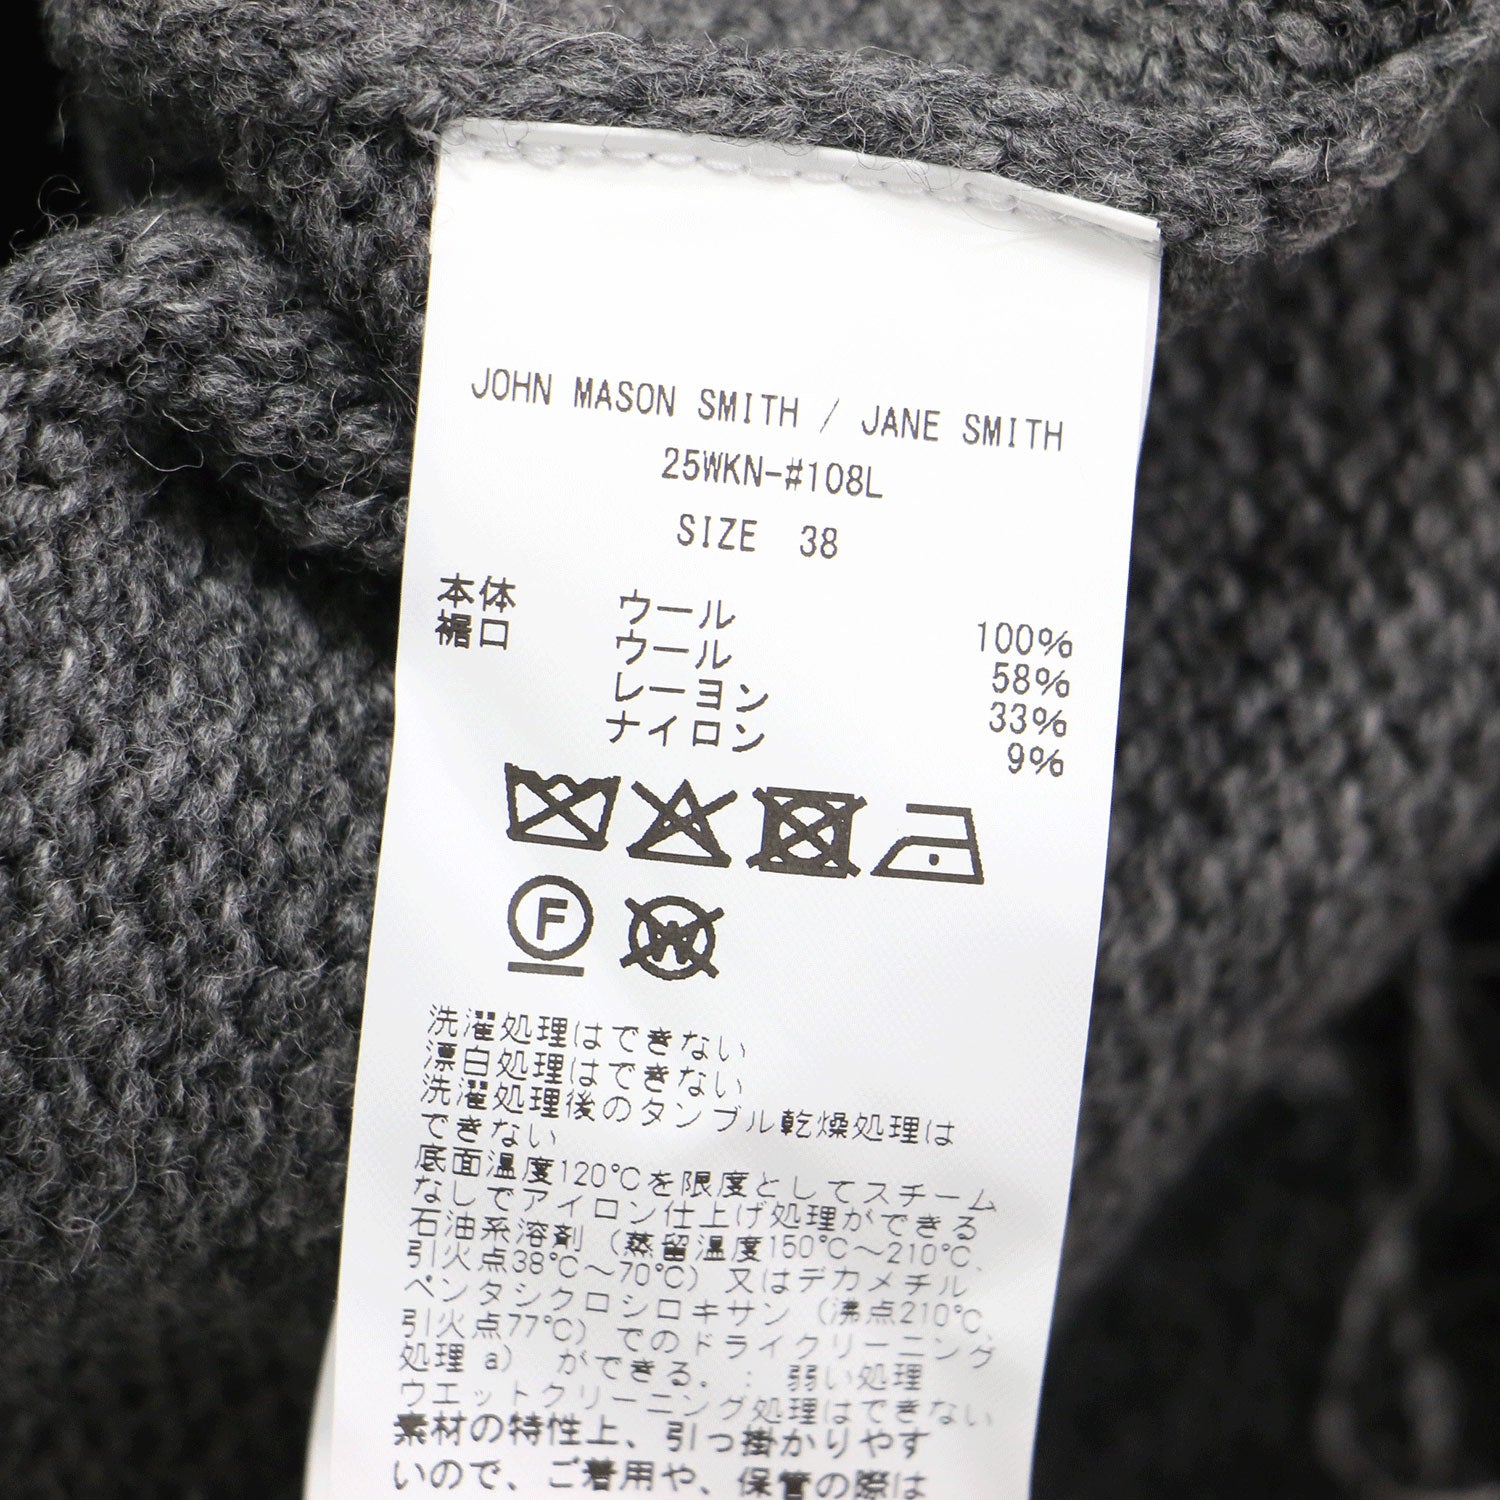 JOHN MASON SMITH / JANE SMITH
25WKN-#108L
SIZE 38
本体 ウール 100%
裾口 ウール 58%
レーヨン 33%
ナイロン 9%
F
W
洗濯処理はできない
漂白処理はできない
洗濯処理後のタンブル乾燥処理は
できない
底面温度120℃を限度としてスチーム
なしでアイロン仕上げ処理ができる
石油系溶剤（蒸留温度150℃～210℃、
引火点38℃～70℃）又はデカメチル
ペンタシクロシロキサン（沸点210℃、
引火点77℃）でのドライクリーニング
処理 a） ができる。：弱い処理
ウエットクリーニング処理はできない
素材の特性上、引っ掛かりやす
いので、ご着用や、保管の際は